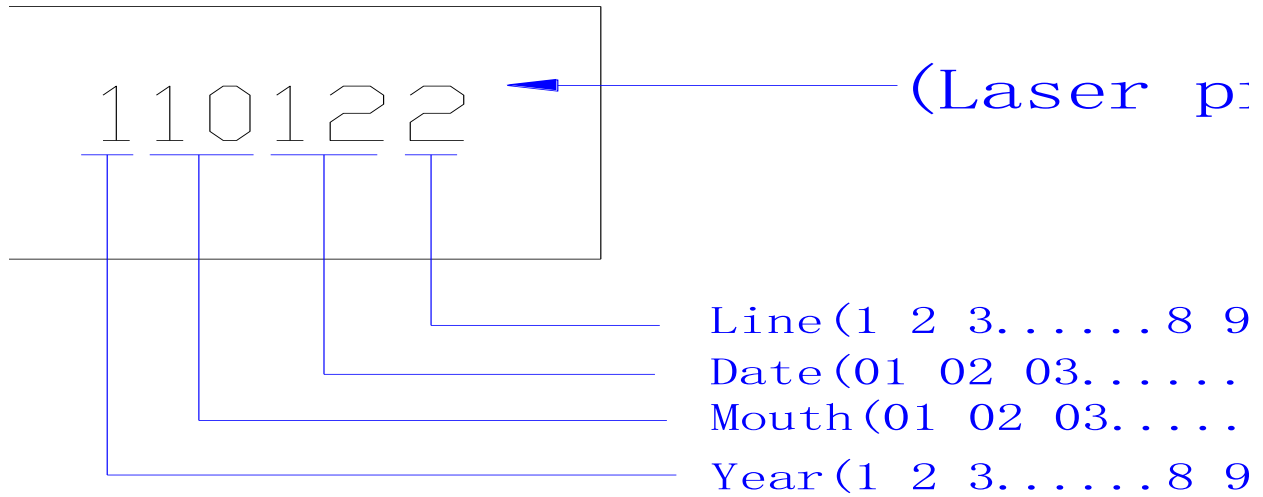 110122
(Laser
Line(1 2 3......8 9
Date(01 02 03......
Mouth(01 02 03.....
Year(1 2 3......8 9